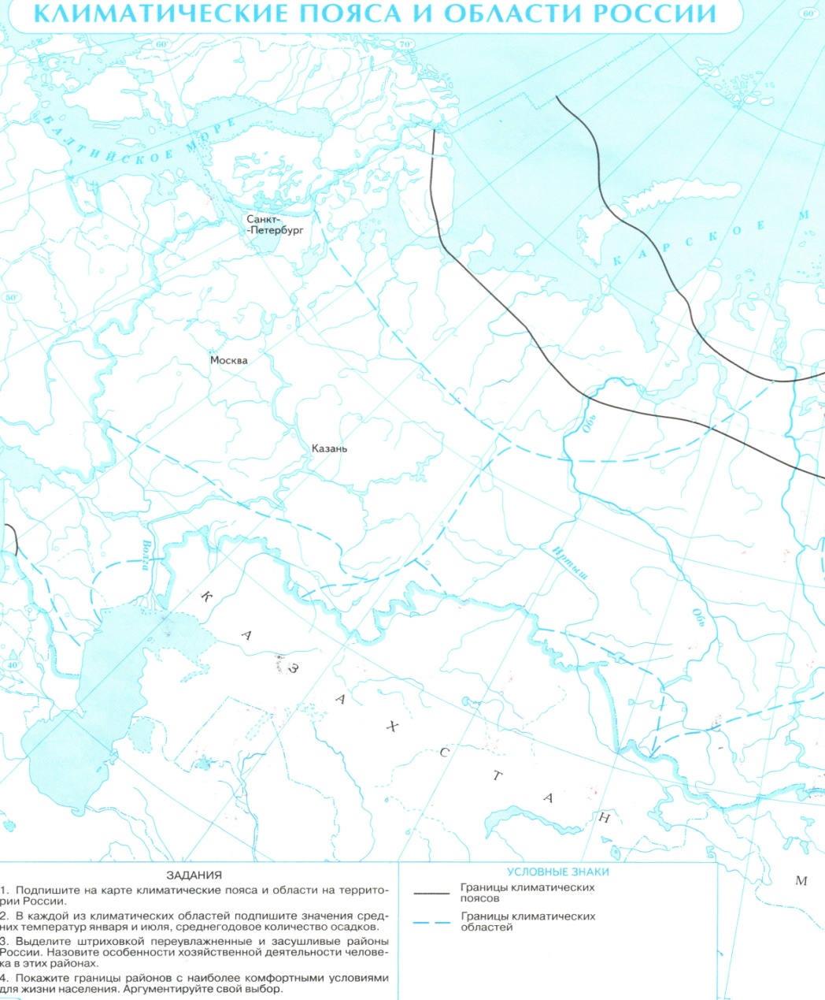 КЛИМАТИЧЕСКИЕ ПОЯСА И ОБЛАСТИ РОССИИ
60°
70°
60°
БАЛТИЙСКОЕ МОРЕ
Санкт-
-Петербург
КАРСКОЕ М
50°
Москва
Обь
Казань
Волга
Иртыш
Обь
40°
КАЗАХСТАН
М
ЗАДАНИЯ
1. Подпишите на карте климатические пояса и области на террито-
рии России.
2. В каждой из климатических областей подпишите значения сред-
них температур января и июля, среднегодовое количество осадков.
3. Выделите штриховкой переувлажненные и засушливые районы
России. Назовите особенности хозяйственной деятельности челове-
ка в этих районах.
4. Покажите границы районов с наиболее комфортными условиями
для жизни населения. Аргументируйте свой выбор.
УСЛОВНЫЕ ЗНАКИ
Границы климатических
поясов
Границы климатических
областей